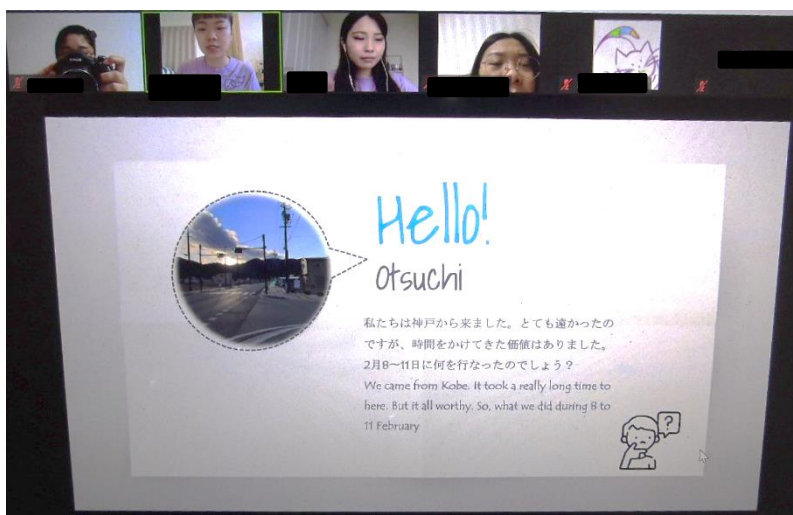 Hello!
Otsuchi
私たちは神戸から来ました。とても遠かったの
ですが、時間をかけてきた価値はありました。
2月8〜11日に何を行なったのでしょう？
We came from Kobe. It took a really long time to
here. But it all worthy. So, what we did during 8 to
11 February
?